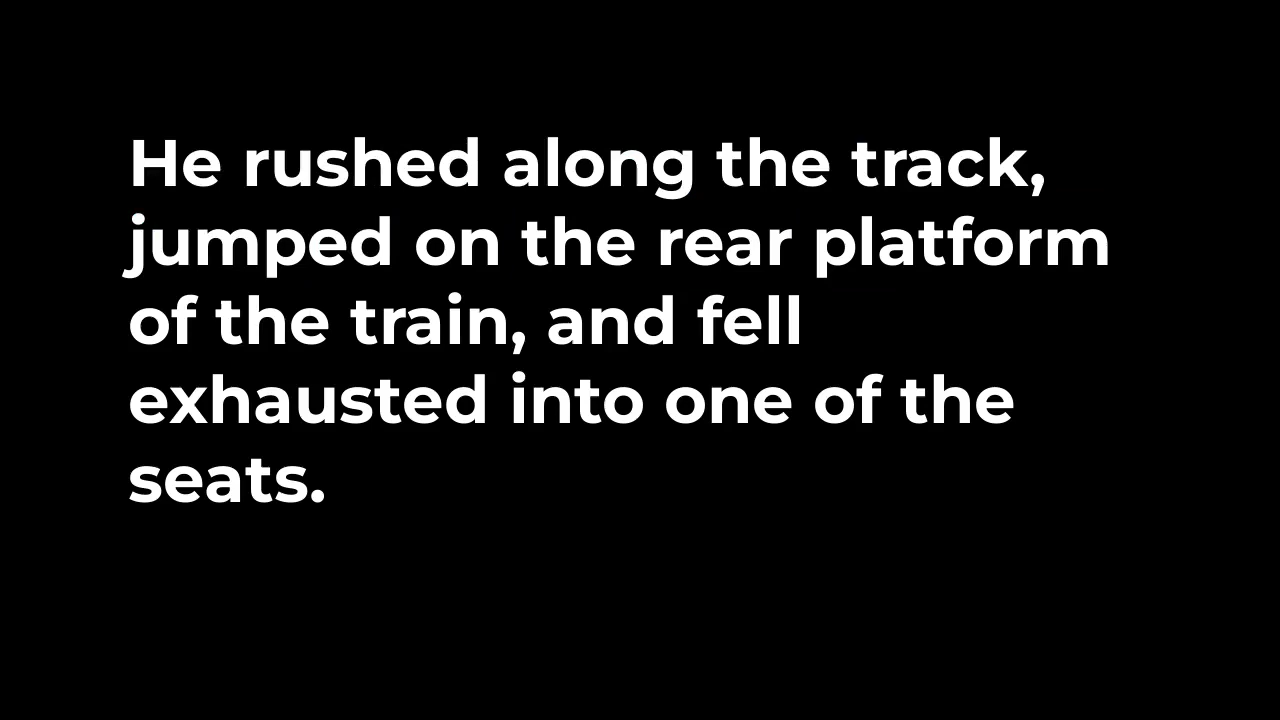 He rushed along the track,
jumped on the rear platform
of the train, and fell
exhausted into one of the
seats.